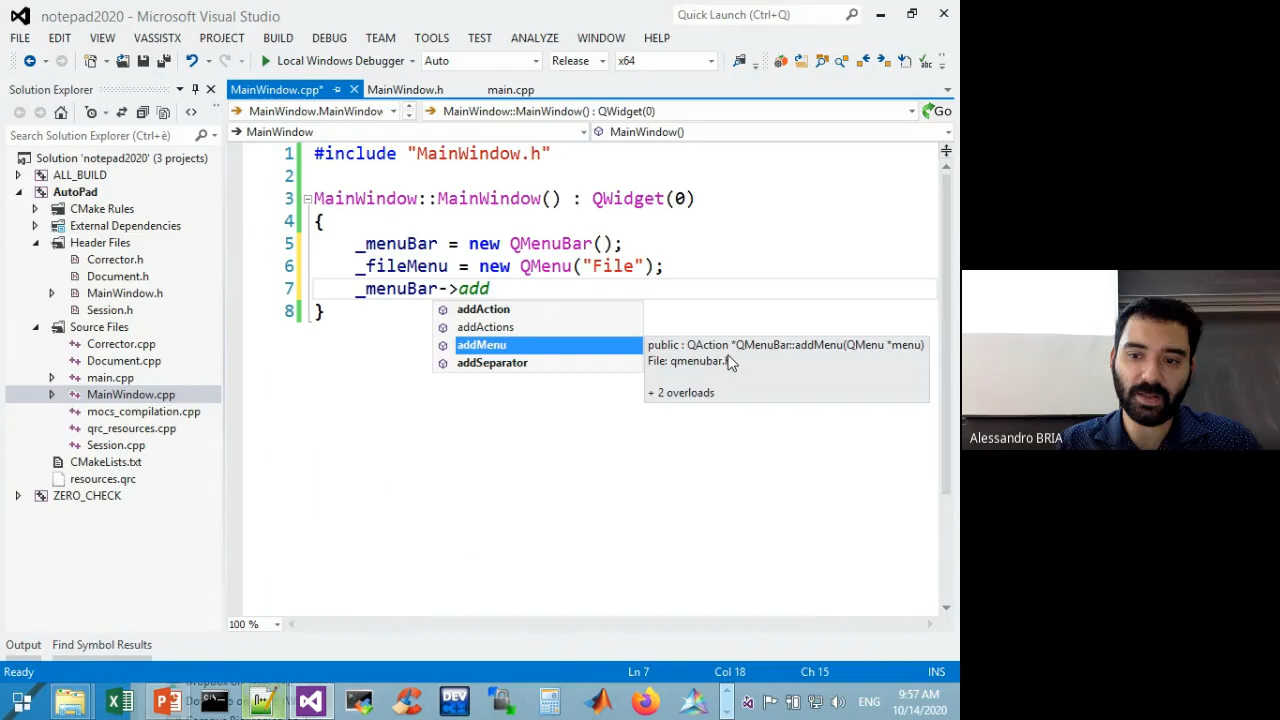 notepad2020 - Microsoft Visual Studio
Quick Launch (Ctrl+Q)
FILE EDIT VIEW VASSISTX PROJECT BUILD DEBUG TEAM TOOLS TEST ANALYZE WINDOW HELP
Local Windows Debugger Auto Release x64
Solution Explorer
MainWindow.cpp* MainWindow.h main.cpp
MainWindow.MainWindow MainWindow::MainWindow() : QWidget(0) Go
Search Solution Explorer (Ctrl+è)
MainWindow MainWindow()
Solution 'notepad2020' (3 projects)
ALL_BUILD
AutoPad
CMake Rules
External Dependencies
Header Files
Corrector.h
Document.h
MainWindow.h
Session.h
Source Files
Corrector.cpp
Document.cpp
main.cpp
MainWindow.cpp
mocs_compilation.cpp
qrc_resources.cpp
Session.cpp
CMakeLists.txt
resources.qrc
ZERO_CHECK
1 #include "MainWindow.h"
2
3 MainWindow::MainWindow() : QWidget(0)
4 {
5 _menuBar = new QMenuBar();
6 _fileMenu = new QMenu("File");
7 _menuBar->add
8 }
addAction
addActions
addMenu
addSeparator
public : QAction *QMenuBar::addMenu(QMenu *menu)
File: qmenubar.
+ 2 overloads
Alessandro BRIA
100 %
Output Find Symbol Results
Ready Ln 7 Col 18 Ch 15 INS
DEV
ENG
9:57 AM
10/14/2020